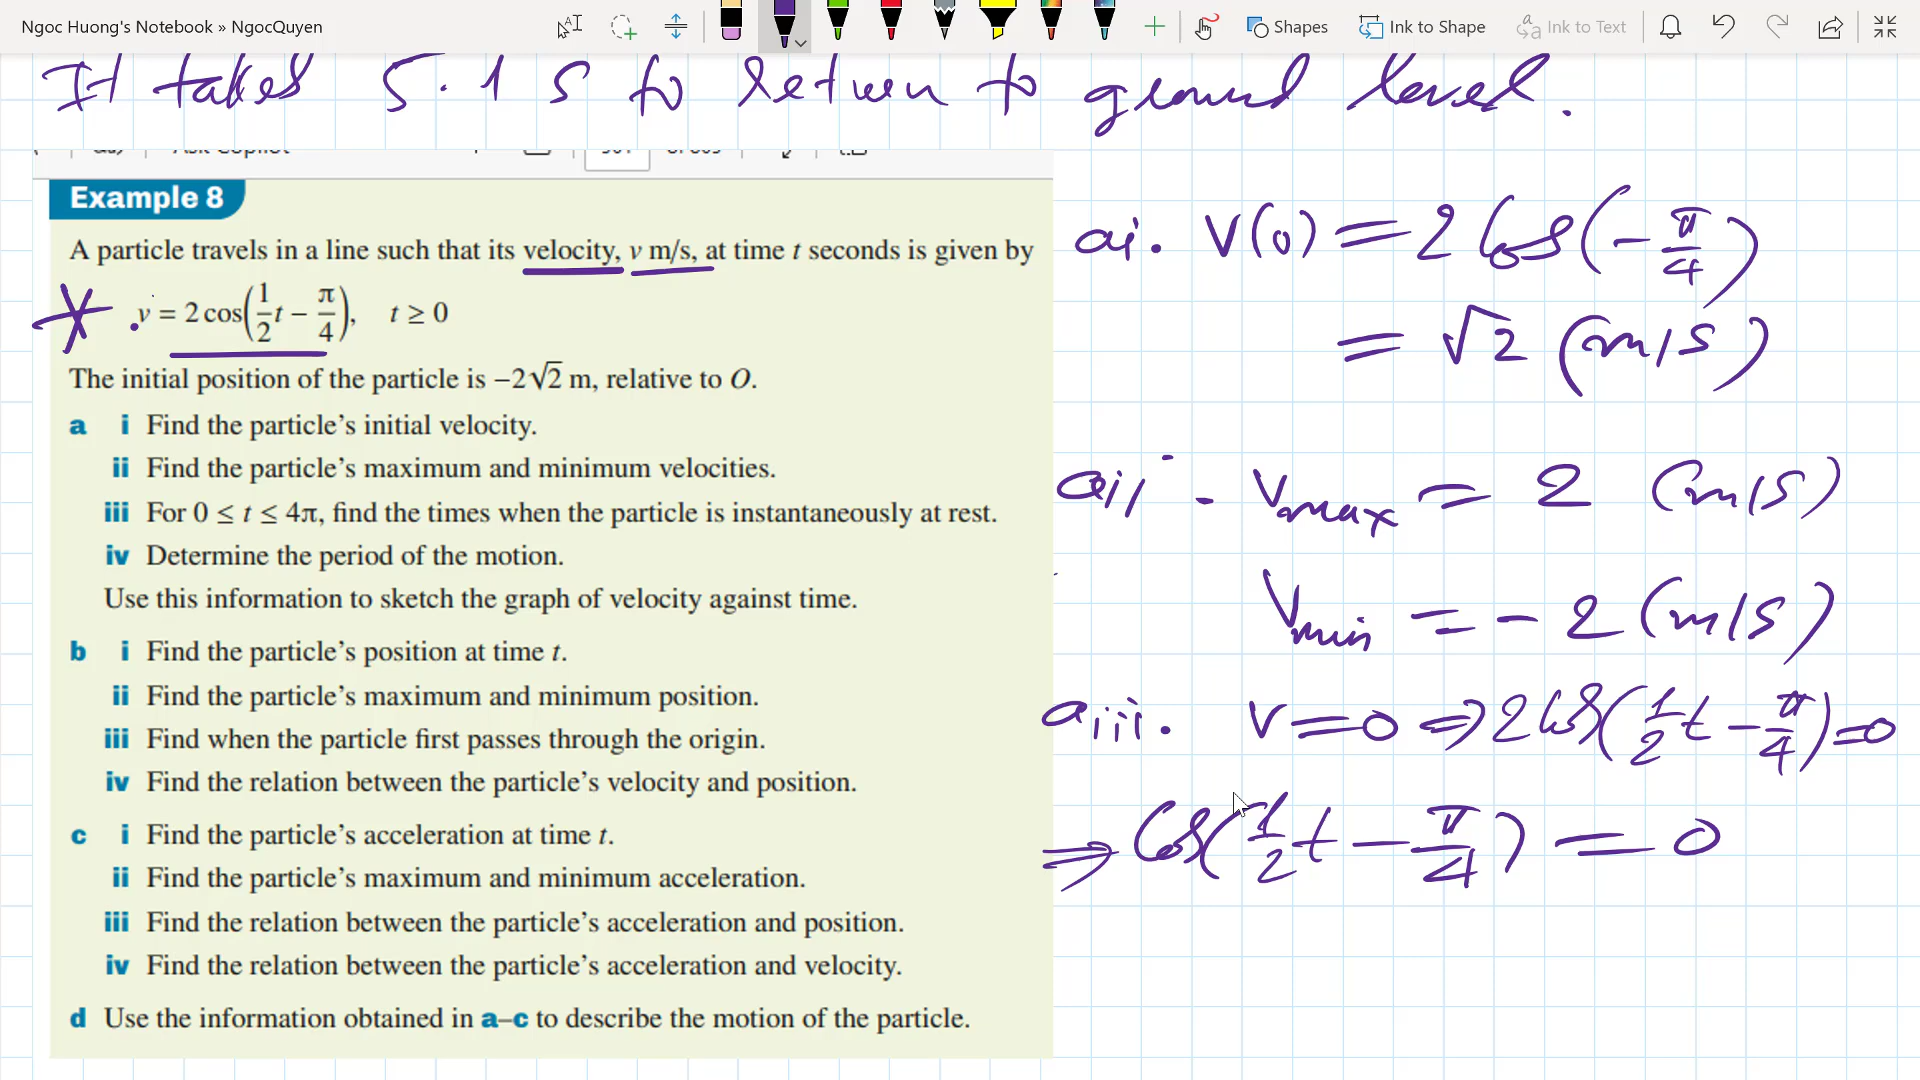 Ngoc Huong's Notebook » NgocQuyen
Shapes
Ink to Shape
Ink to Text
It takes 5.1 s to return to ground level.
Example 8
A particle travels in a line such that its velocity, v m/s, at time t seconds is given by
v = 2 cos(1/2 t − π/4), t ≥ 0
The initial position of the particle is −2√2 m, relative to O.
a i Find the particle’s initial velocity.
ii Find the particle’s maximum and minimum velocities.
iii For 0 ≤ t ≤ 4π, find the times when the particle is instantaneously at rest.
iv Determine the period of the motion.
Use this information to sketch the graph of velocity against time.
b i Find the particle’s position at time t.
ii Find the particle’s maximum and minimum position.
iii Find when the particle first passes through the origin.
iv Find the relation between the particle’s velocity and position.
c i Find the particle’s acceleration at time t.
ii Find the particle’s maximum and minimum acceleration.
iii Find the relation between the particle’s acceleration and position.
iv Find the relation between the particle’s acceleration and velocity.
d Use the information obtained in a–c to describe the motion of the particle.
ai. V(0) = 2 Cos(−π/4)
= √2 (m/s)
aii. Vmax = 2 (m/s)
Vmin = −2 (m/s)
aiii. V=0 ⇒ 2 Cos(1/2 t − π/4) = 0
⇒ Cos(1/2 t − π/4) = 0